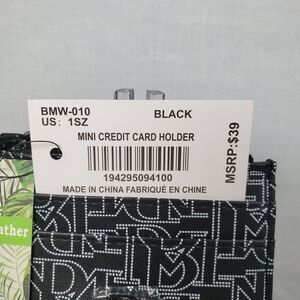 BMW-010
US: 1SZ
BLACK
MINI CREDIT CARD HOLDER
194295094100
MADE IN CHINA FABRIQUÉ EN CHINE
MSRP:$39
ather